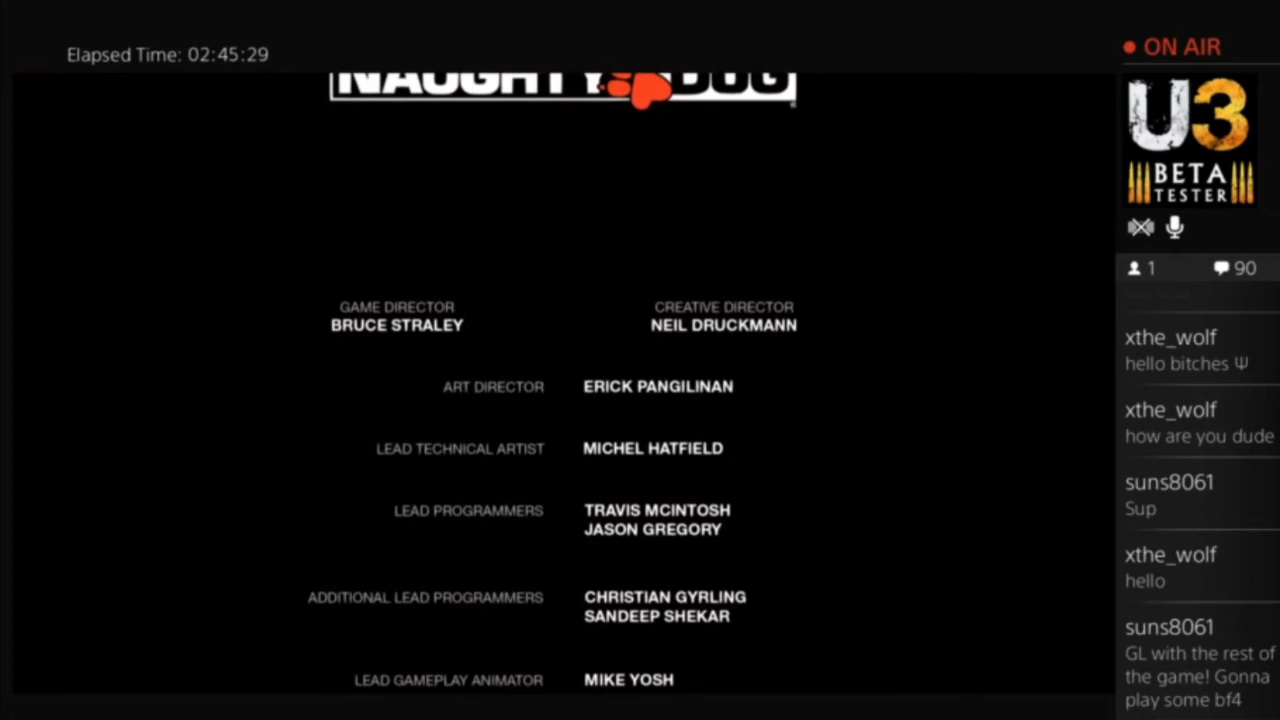 Elapsed Time: 02:45:29
ON AIR
NAUGHTY DOG
U3
BETA
TESTER
1
90
GAME DIRECTOR
BRUCE STRALEY
CREATIVE DIRECTOR
NEIL DRUCKMANN
ART DIRECTOR ERICK PANGILINAN
LEAD TECHNICAL ARTIST MICHEL HATFIELD
LEAD PROGRAMMERS TRAVIS MCINTOSH
JASON GREGORY
ADDITIONAL LEAD PROGRAMMERS CHRISTIAN GYRLING
SANDEEP SHEKAR
LEAD GAMEPLAY ANIMATOR MIKE YOSH
xthe_wolf
hello bitches Ψ
xthe_wolf
how are you dude
suns8061
Sup
xthe_wolf
hello
suns8061
GL with the rest of
the game! Gonna
play some bf4